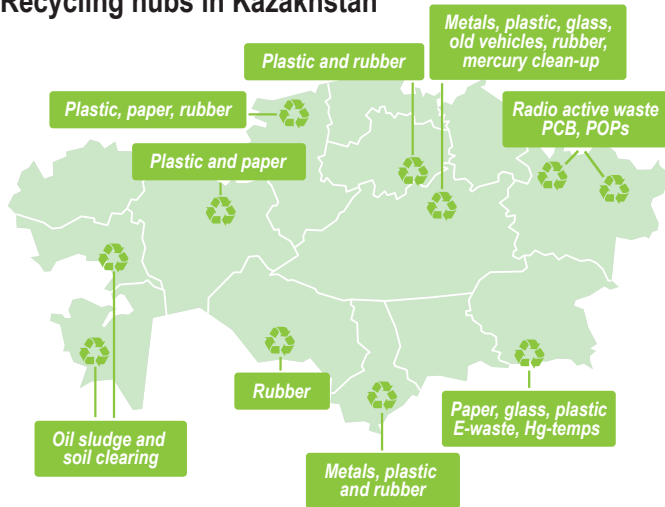 Recycling hubs in Kazakhstan
Metals, plastic, glass,
old vehicles, rubber,
mercury clean-up
Plastic and rubber
Plastic, paper, rubber
Radio active waste
PCB, POPs
Plastic and paper
Rubber
Paper, glass, plastic
E-waste, Hg-temps
Oil sludge and
soil clearing
Metals, plastic
and rubber